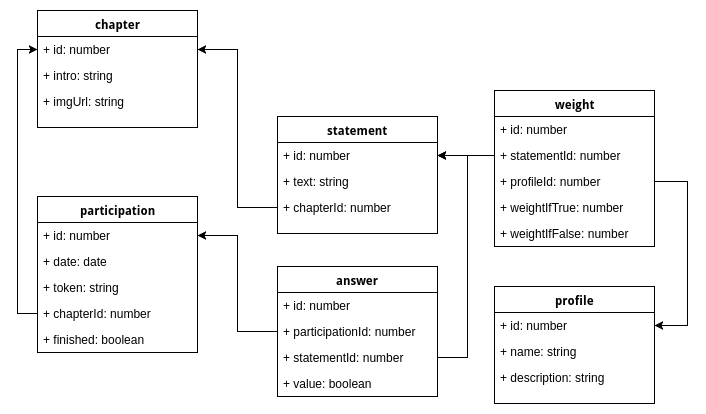 chapter
+ id: number
+ intro: string
+ imgUrl: string
participation
+ id: number
+ date: date
+ token: string
+ chapterId: number
+ finished: boolean
statement
+ id: number
+ text: string
+ chapterId: number
answer
+ id: number
+ participationId: number
+ statementId: number
+ value: boolean
weight
+ id: number
+ statementId: number
+ profileId: number
+ weightIfTrue: number
+ weightIfFalse: number
profile
+ id: number
+ name: string
+ description: string